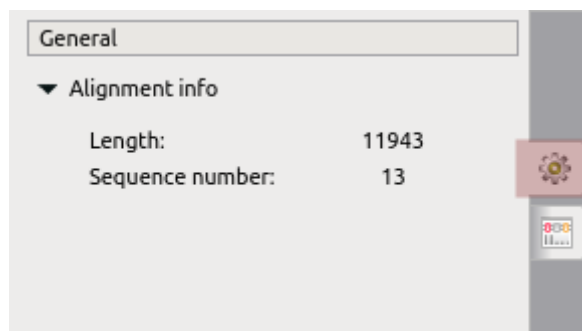 General
Alignment info
Length: 11943
Sequence number: 13